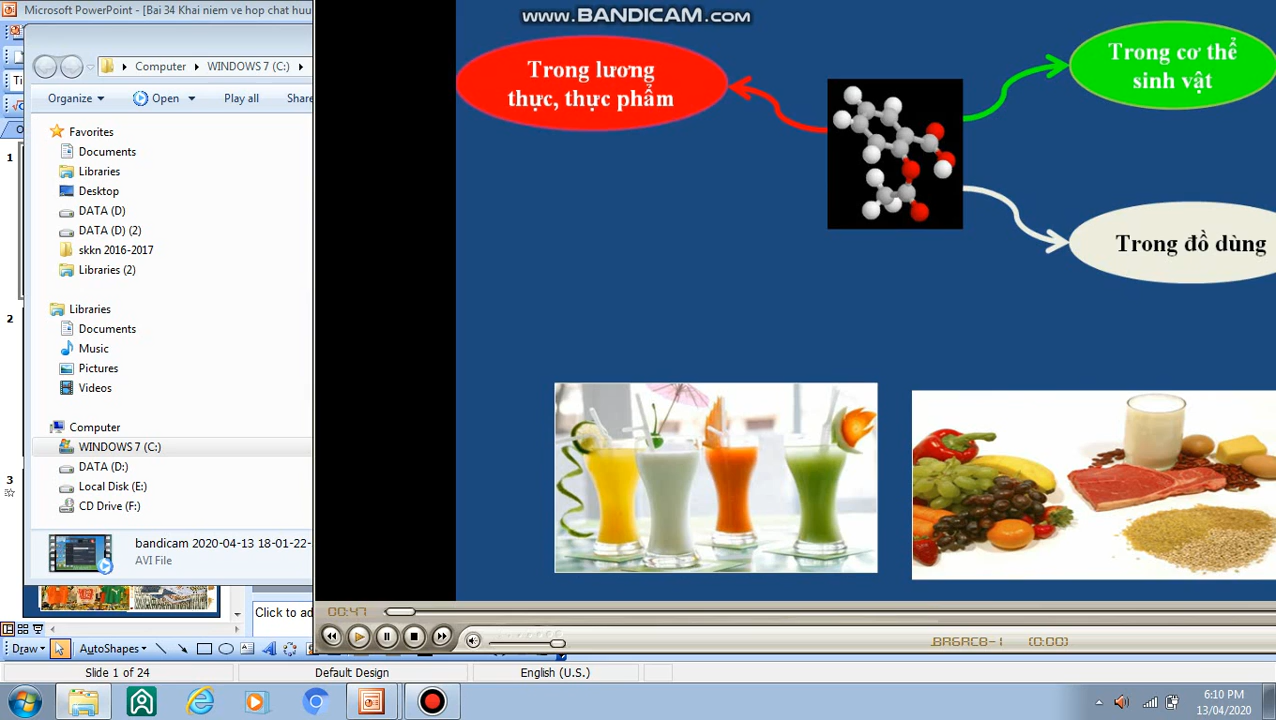 Microsoft PowerPoint - [Bai 34 Khai niem ve hop chat huu
www.BANDICAM.com
Computer
WINDOWS 7 (C:)
Organize
Open
Play all
Share
Favorites
Documents
Libraries
Desktop
DATA (D)
DATA (D) (2)
skkn 2016-2017
Libraries (2)
Libraries
Documents
Music
Pictures
Videos
Computer
WINDOWS 7 (C:)
DATA (D:)
Local Disk (E:)
CD Drive (F:)
bandicam 2020-04-13 18-01-22-
AVI File
1
2
3
Trong lương
thực, thực phẩm
Trong cơ thể
sinh vật
Trong đồ dùng
Click to ad
00:47
(0:00)
Draw
AutoShapes
Slide 1 of 24
Default Design
English (U.S.)
6:10 PM
13/04/2020